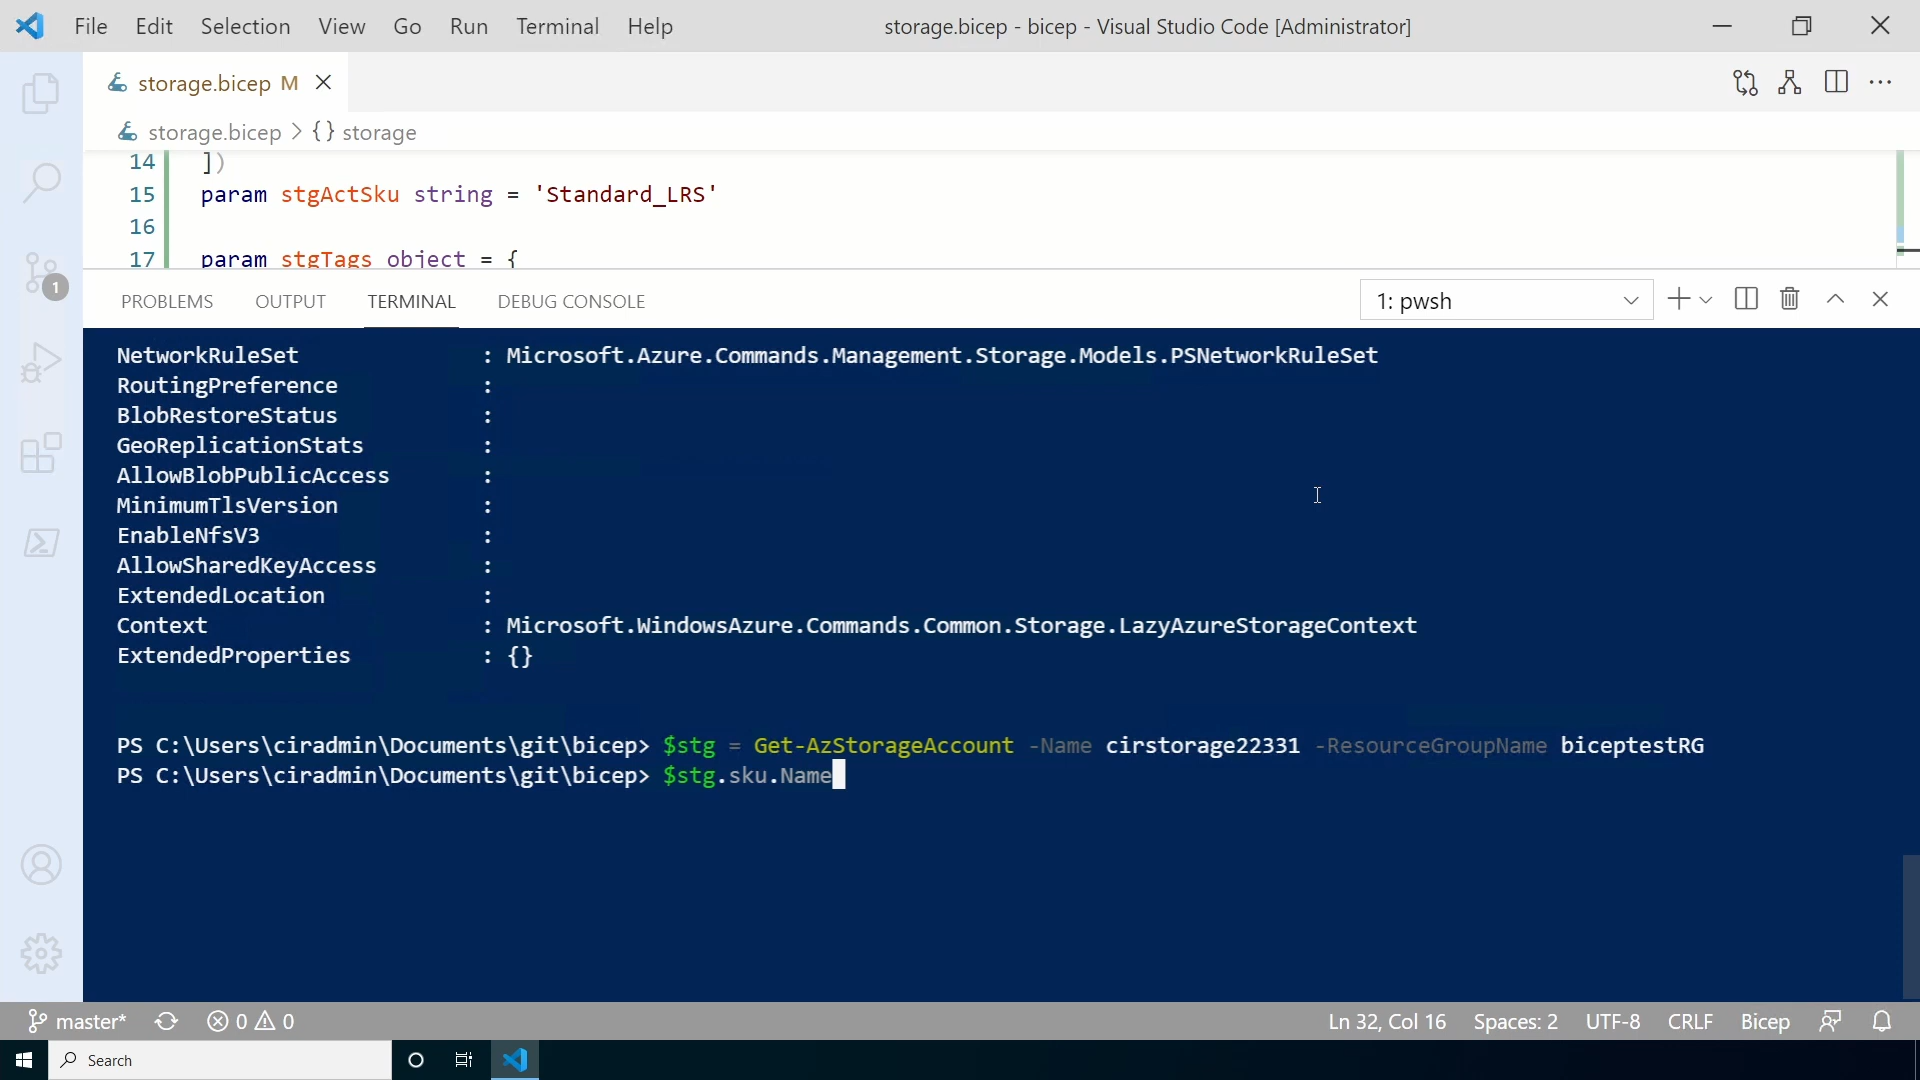 File Edit Selection View Go Run Terminal Help storage.bicep - bicep - Visual Studio Code [Administrator]
storage.bicep M
storage.bicep > {} storage
14 ])
15 param stgActSku string = 'Standard_LRS'
16
17 param stgTags object = {
1
PROBLEMS OUTPUT TERMINAL DEBUG CONSOLE 1: pwsh
NetworkRuleSet : Microsoft.Azure.Commands.Management.Storage.Models.PSNetworkRuleSet
RoutingPreference :
BlobRestoreStatus :
GeoReplicationStats :
AllowBlobPublicAccess :
MinimumTlsVersion :
EnableNfsV3 :
AllowSharedKeyAccess :
ExtendedLocation :
Context : Microsoft.WindowsAzure.Commands.Common.Storage.LazyAzureStorageContext
ExtendedProperties : {}
PS C:\Users\ciradmin\Documents\git\bicep> $stg = Get-AzStorageAccount -Name cirstorage22331 -ResourceGroupName biceptestRG
PS C:\Users\ciradmin\Documents\git\bicep> $stg.sku.Name
master* 0 0 Ln 32, Col 16 Spaces: 2 UTF-8 CRLF Bicep
Search